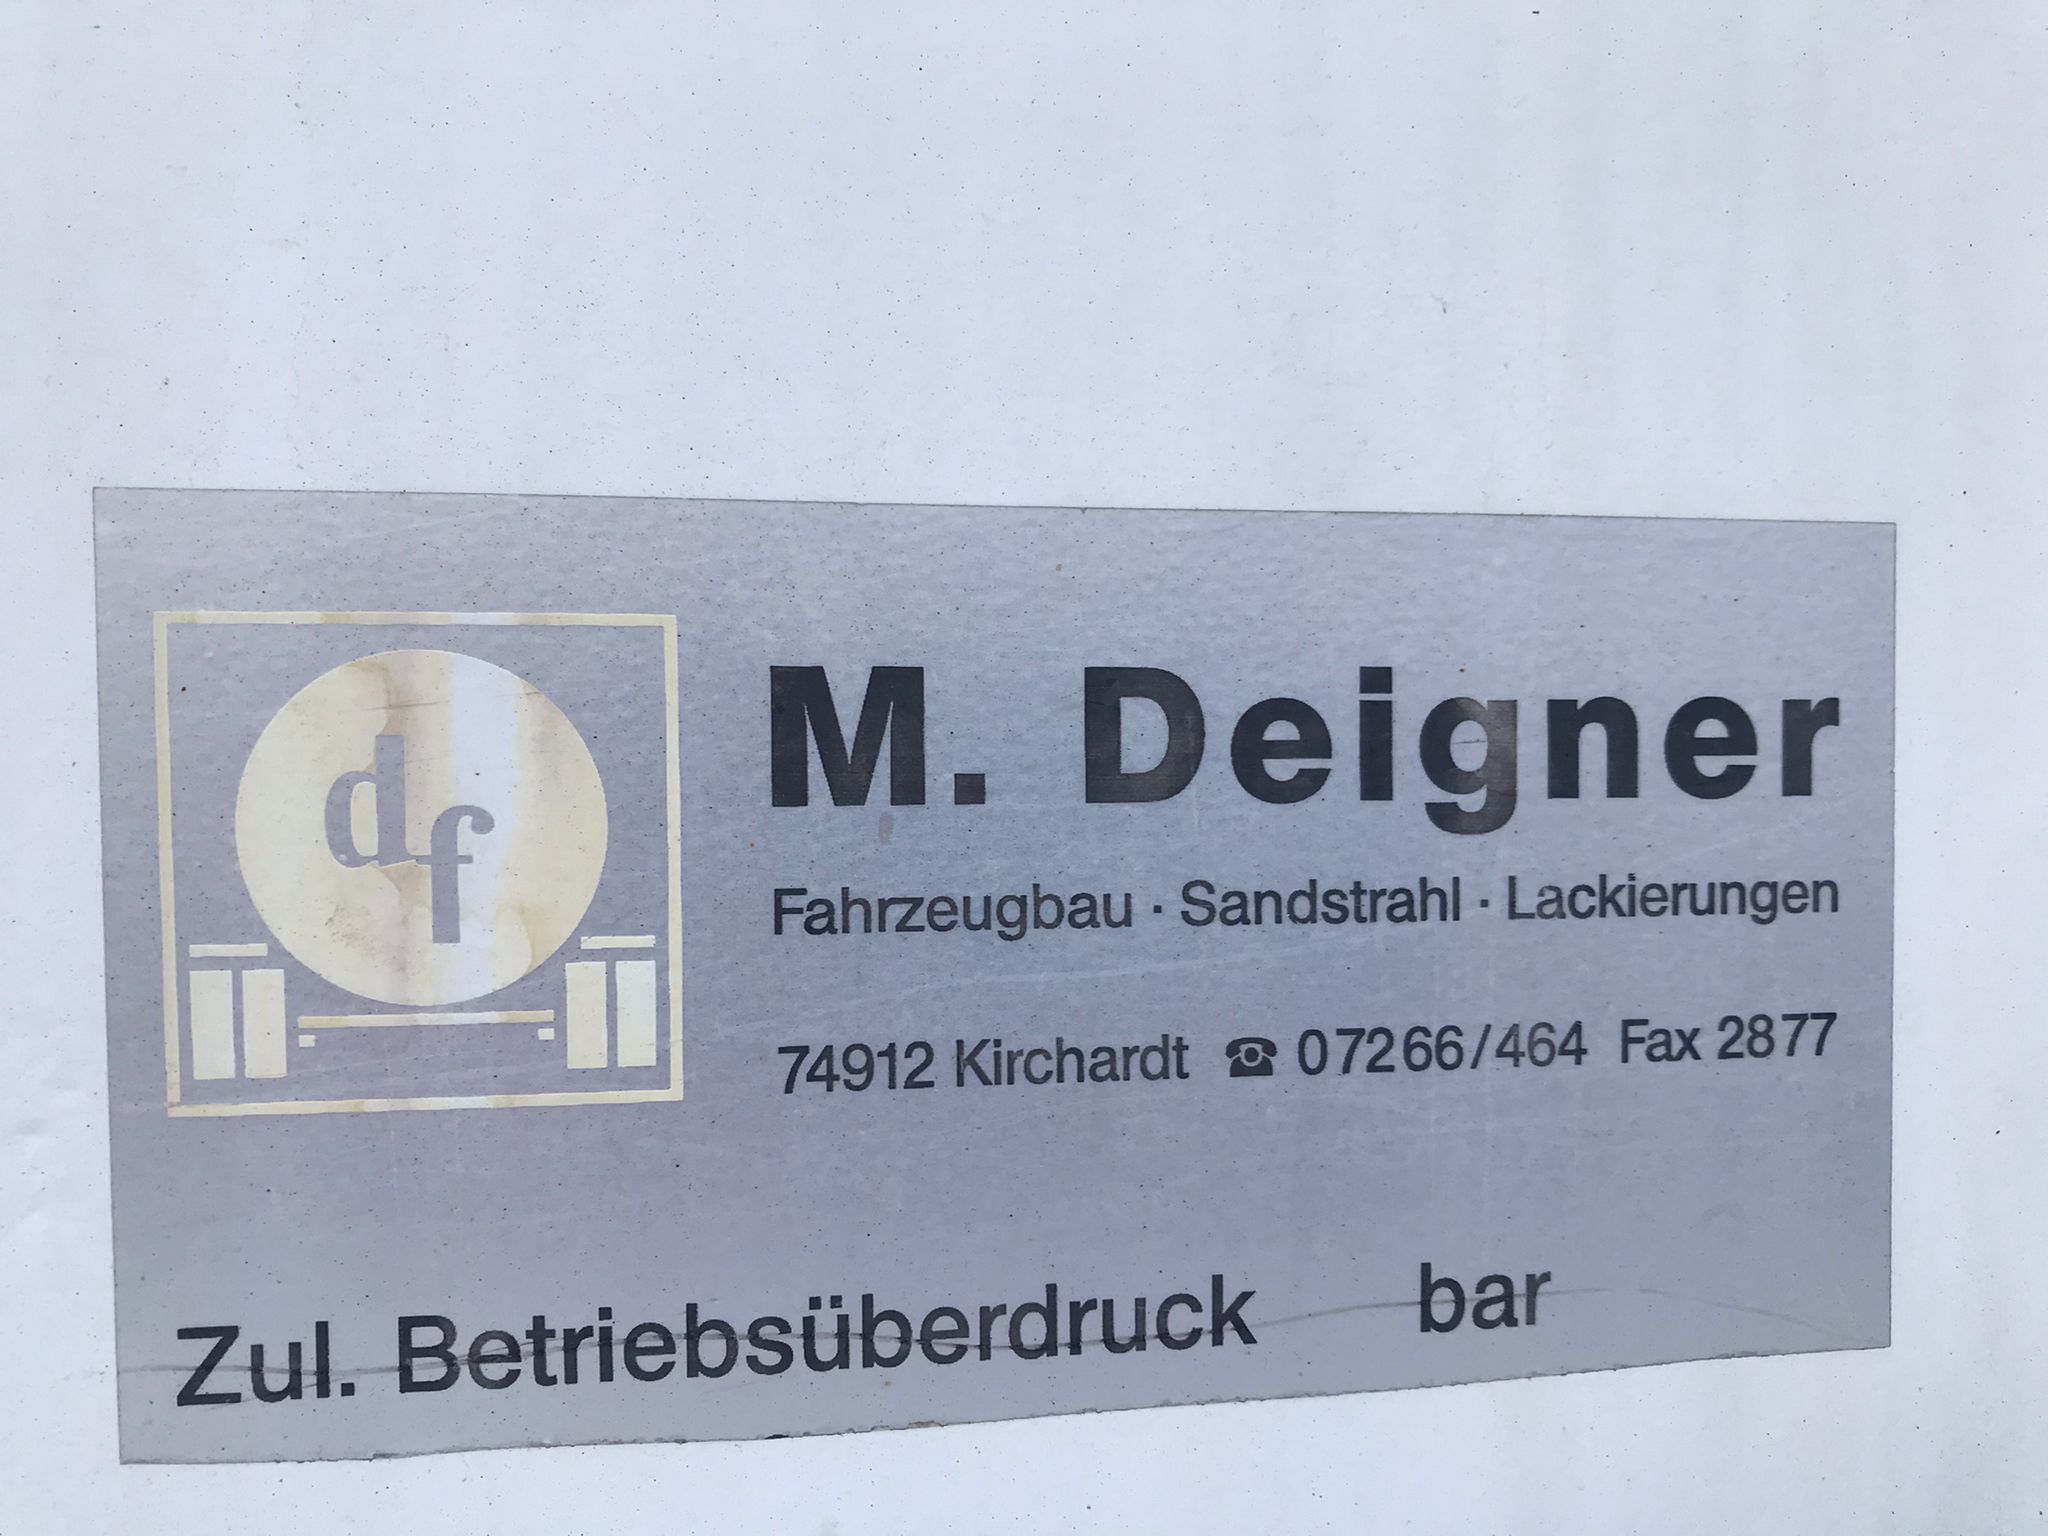 df
M. Deigner
Fahrzeugbau · Sandstrahl · Lackierungen
74912 Kirchardt ☎ 07266/464 Fax 2877
Zul. Betriebsüberdruck bar